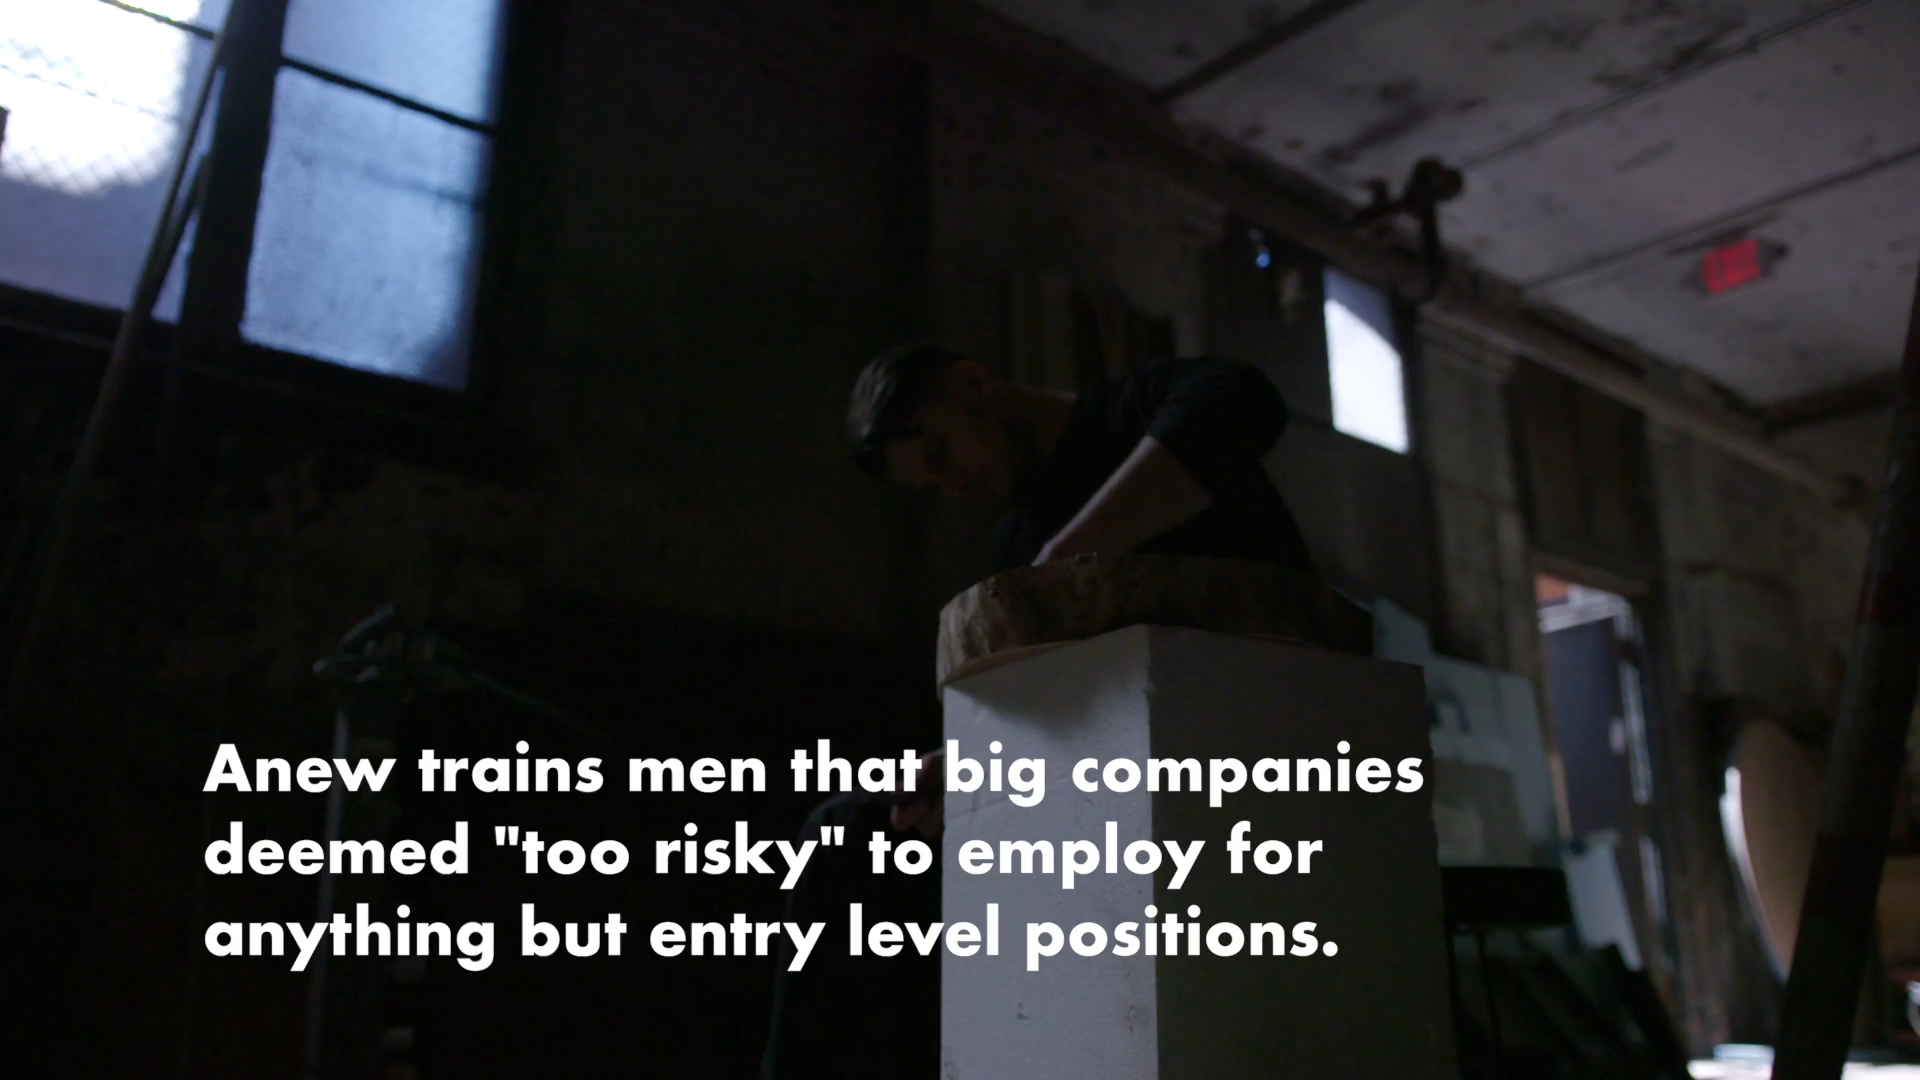 Anew trains men that big companies
deemed "too risky" to employ for
anything but entry level positions.